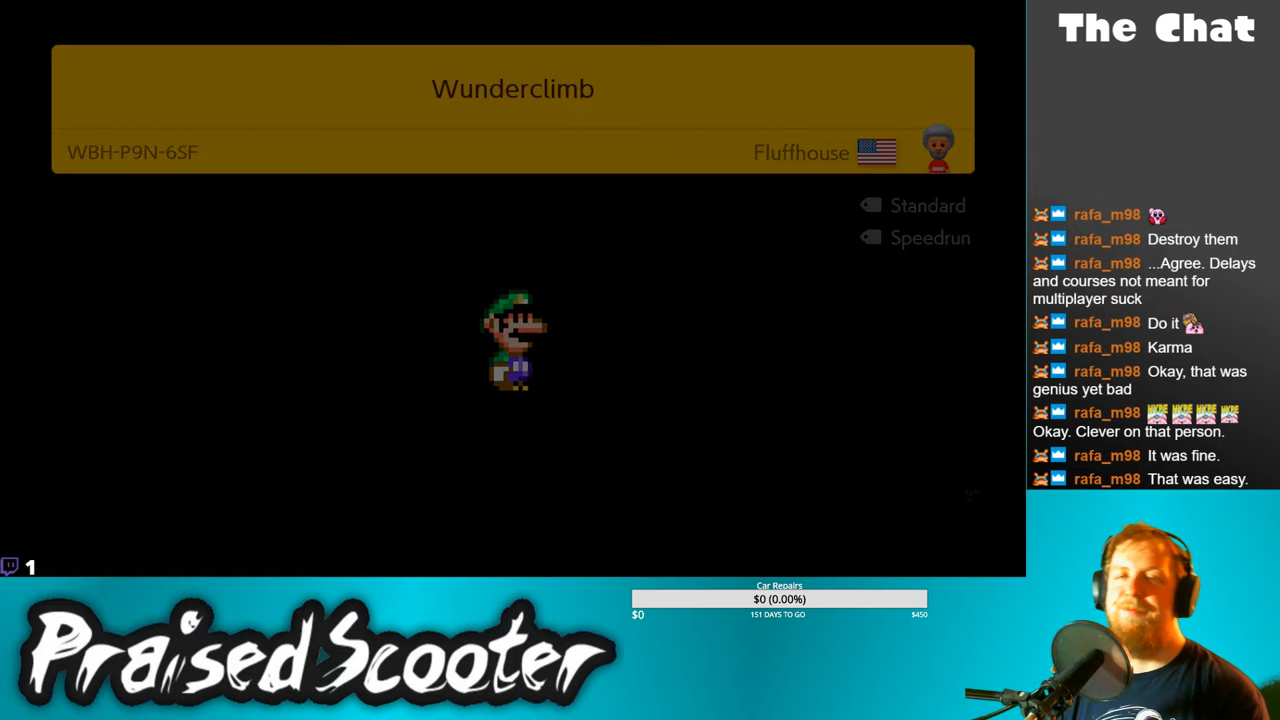 Wunderclimb
WBH-P9N-6SF
Fluffhouse
Standard
Speedrun
The Chat
rafa_m98
rafa_m98 Destroy them
rafa_m98 ...Agree. Delays
and courses not meant for
multiplayer suck
rafa_m98 Do it
rafa_m98 Karma
rafa_m98 Okay, that was
genius yet bad
rafa_m98
Okay. Clever on that person.
rafa_m98 It was fine.
rafa_m98 That was easy.
1
PraisedScooter
Car Repairs
$0 (0.00%)
$0 151 DAYS TO GO $450